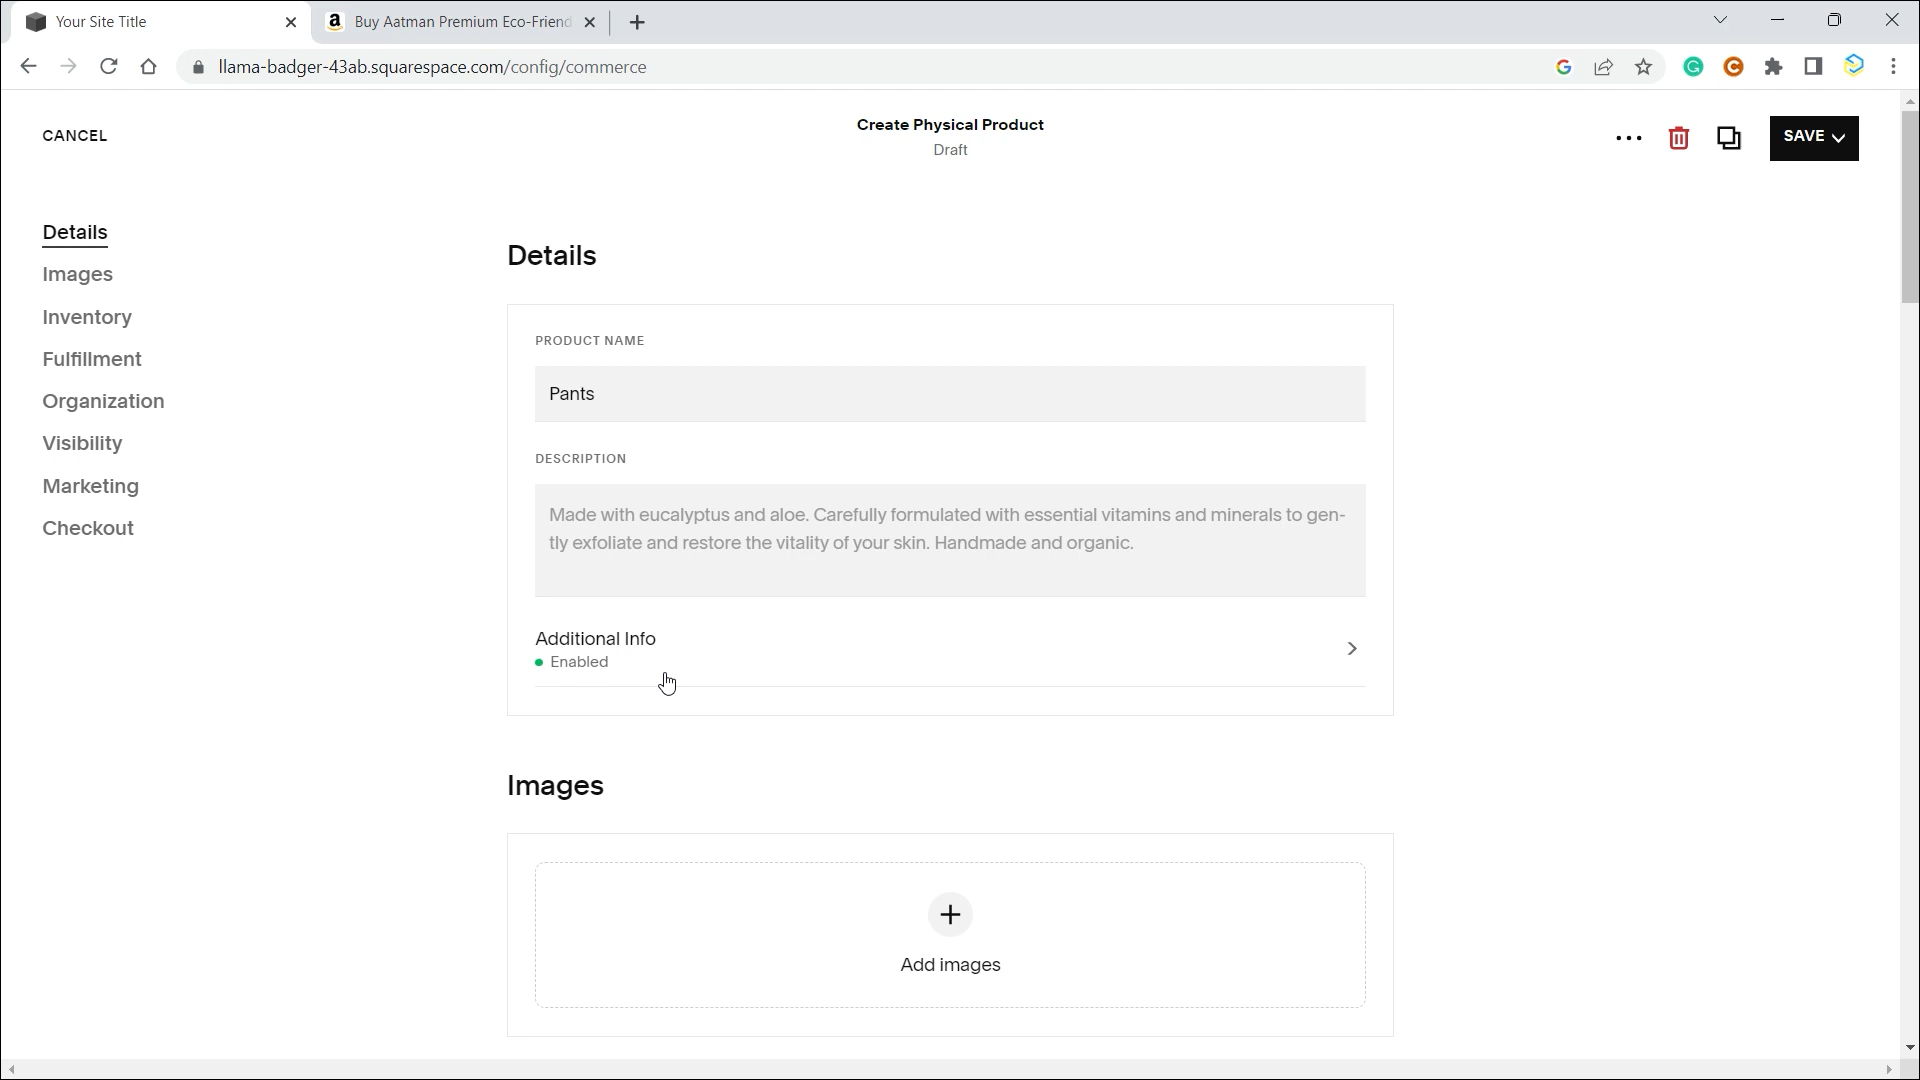 Your Site Title
Buy Aatman Premium Eco-Friend
llama-badger-43ab.squarespace.com/config/commerce
CANCEL
Create Physical Product
Draft
SAVE
Details
Images
Inventory
Fulfillment
Organization
Visibility
Marketing
Checkout
Details
PRODUCT NAME
Pants
DESCRIPTION
Made with eucalyptus and aloe. Carefully formulated with essential vitamins and minerals to gen-
tly exfoliate and restore the vitality of your skin. Handmade and organic.
Additional Info
Enabled
Images
Add images